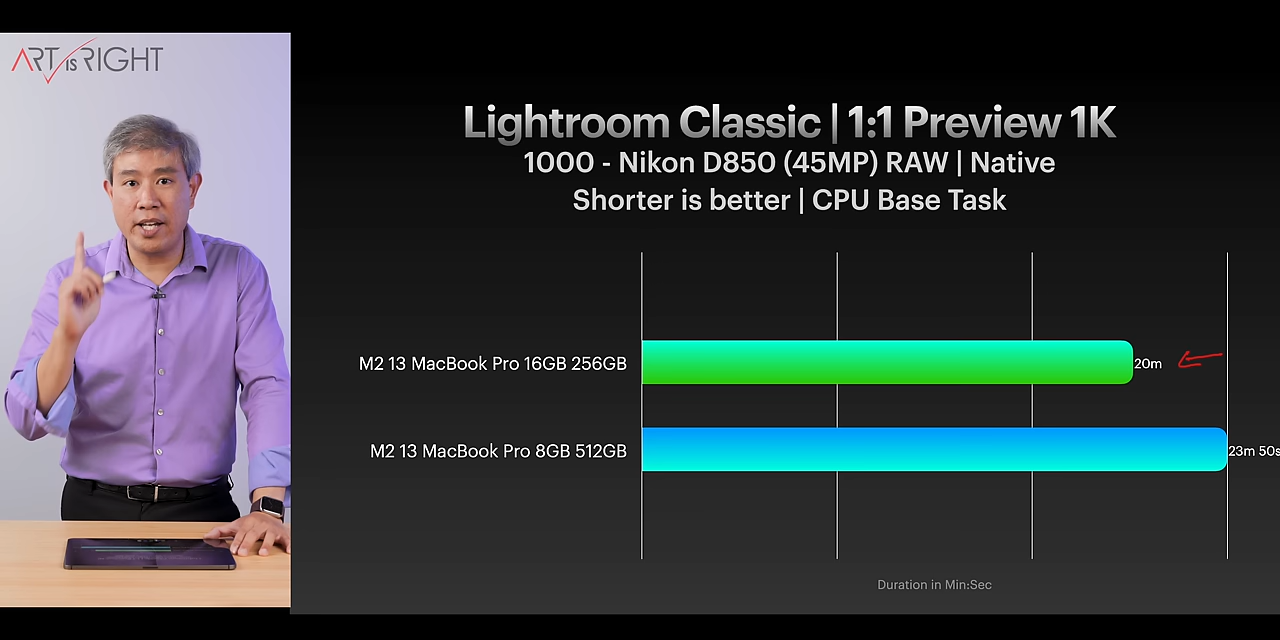 ART is RIGHT
Lightroom Classic | 1:1 Preview 1K
1000 - Nikon D850 (45MP) RAW | Native
Shorter is better | CPU Base Task
M2 13 MacBook Pro 16GB 256GB
20m
M2 13 MacBook Pro 8GB 512GB
23m 50s
Duration in Min:Sec